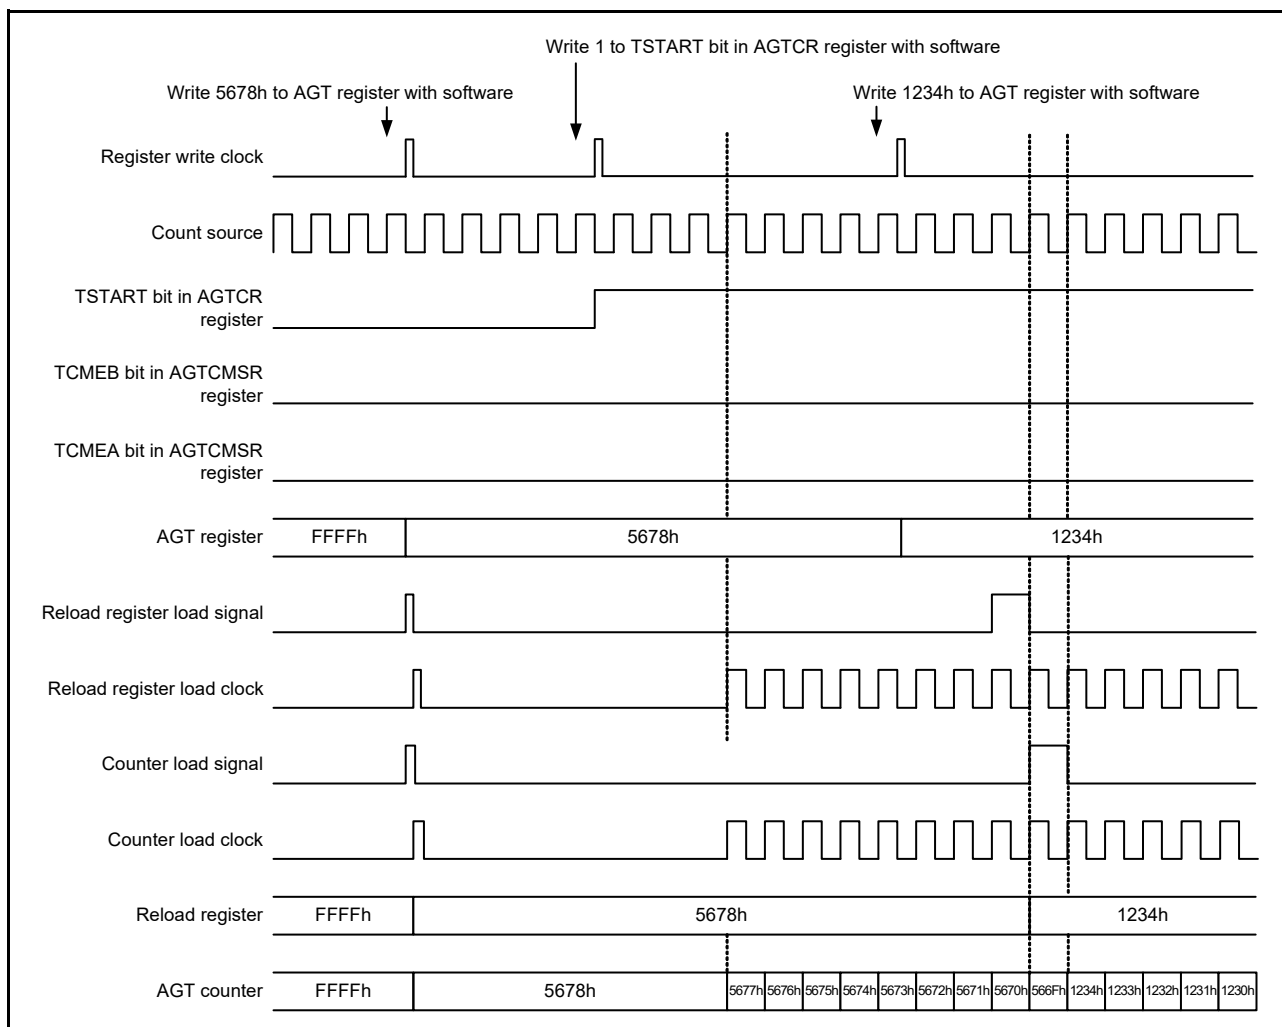 Write 1 to TSTART bit in AGTCR register with software
Write 5678h to AGT register with software
Write 1234h to AGT register with software
Register write clock
Count source
TSTART bit in AGTCR
register
TCMEB bit in AGTCMSR
register
TCMEA bit in AGTCMSR
register
AGT register FFFFh 5678h 1234h
Reload register load signal
Reload register load clock
Counter load signal
Counter load clock
Reload register FFFFh 5678h 1234h
AGT counter FFFFh 5678h 5677h 5676h 5675h 5674h 5673h 5672h 5671h 5670h 566Fh 1234h 1233h 1232h 1231h 1230h